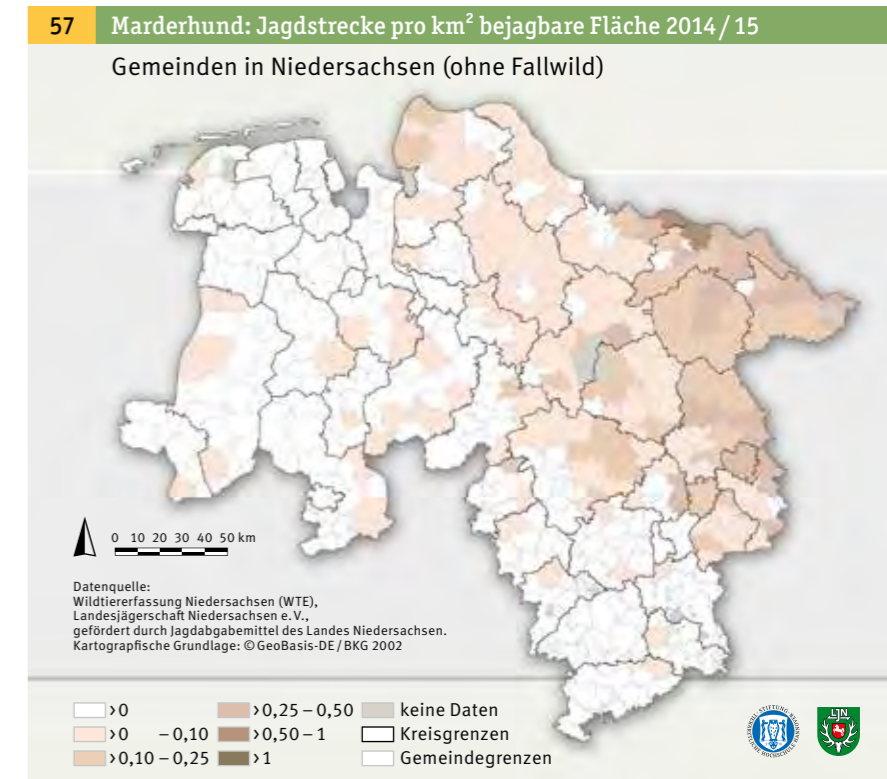 57 Marderhund: Jagdstrecke pro km² bejagbare Fläche 2014/15
Gemeinden in Niedersachsen (ohne Fallwild)
0 10 20 30 40 50 km
Datenquelle:
Wildtiererfassung Niedersachsen (WTE),
Landesjägerschaft Niedersachsen e.V.,
gefördert durch Jagdabgabemittel des Landes Niedersachsen.
Kartografische Grundlage: © GeoBasis-DE / BKG 2002
>0 >0,25 – 0,50 keine Daten
>0 – 0,10 >0,50 – 1 Kreisgrenzen
>0,10 – 0,25 >1 Gemeindegrenzen
STIFTUNG
LJN